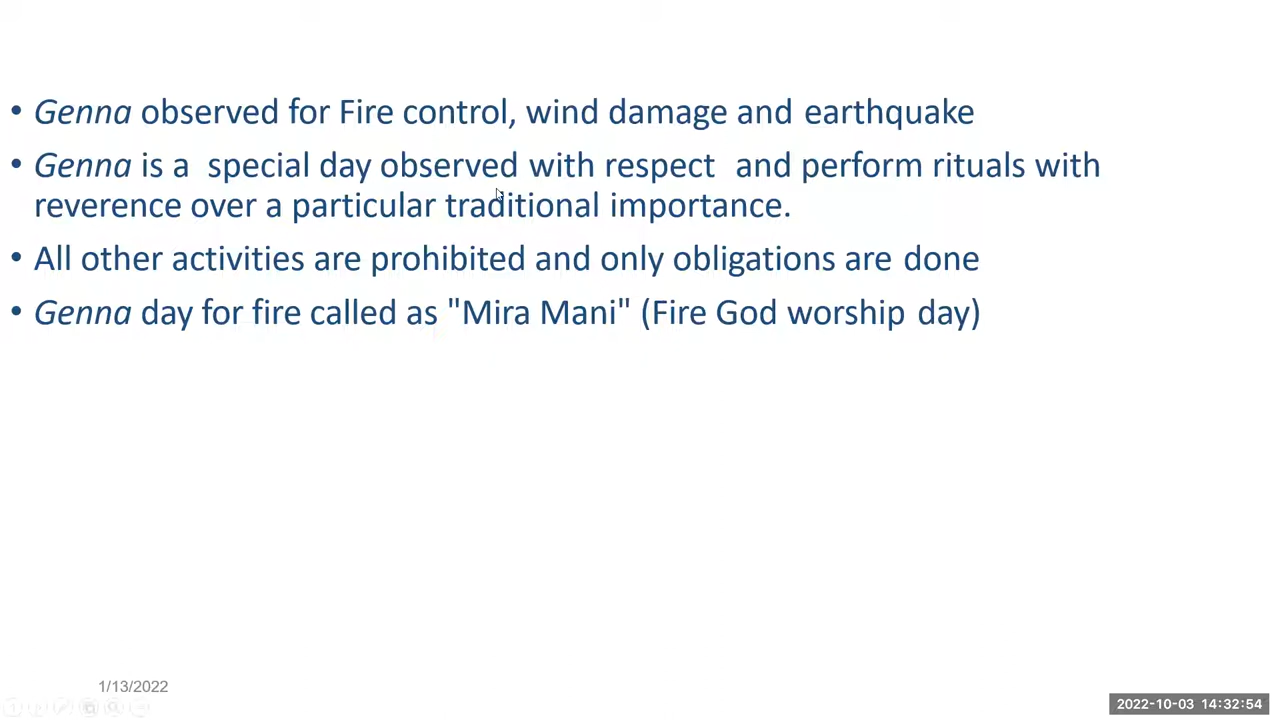 • Genna observed for Fire control, wind damage and earthquake
• Genna is a special day observed with respect and perform rituals with
reverence over a particular traditional importance.
• All other activities are prohibited and only obligations are done
• Genna day for fire called as "Mira Mani" (Fire God worship day)
1/13/2022
2022-10-03 14:32:54